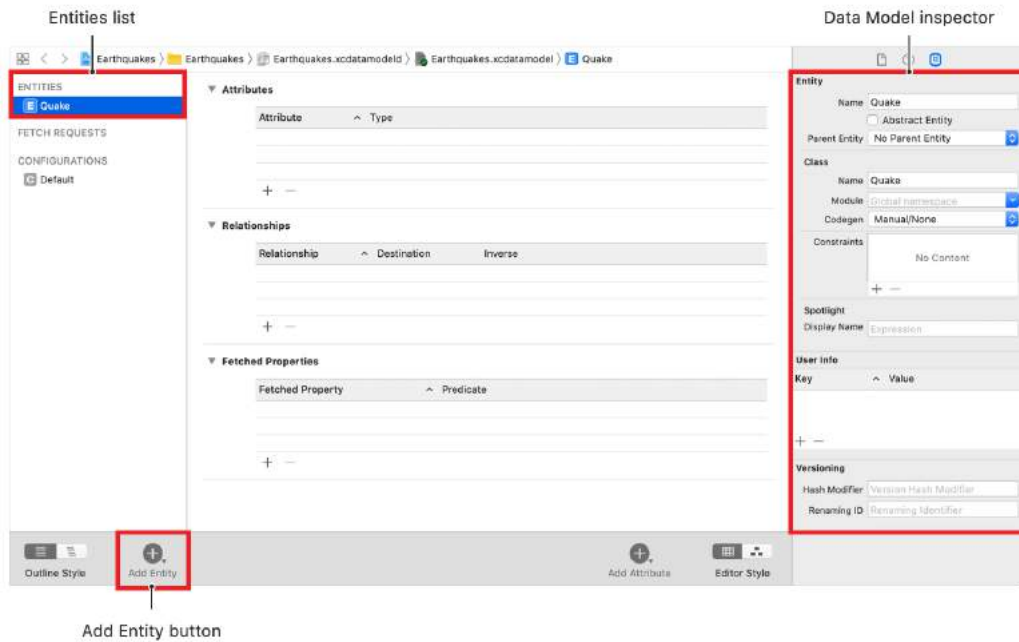 Entities list
Data Model inspector
Earthquakes
Earthquakes
Earthquakes.xcdatamodeld
Earthquakes.xcdatamodel
E Quake
ENTITIES
E Quake
FETCH REQUESTS
CONFIGURATIONS
C Default
Attributes
Attribute Type
Relationships
Relationship Destination Inverse
Fetched Properties
Fetched Property Predicate
Entity
Name Quake
Abstract Entity
Parent Entity No Parent Entity
Class
Name Quake
Module Global namespace
Codegen Manual/None
Constraints
No Content
Spotlight
Display Name Expression
User Info
Key Value
Versioning
Hash Modifier Version Hash Modifier
Renaming ID Renaming Identifier
Outline Style
Add Entity
Add Attribute
Editor Style
Add Entity button